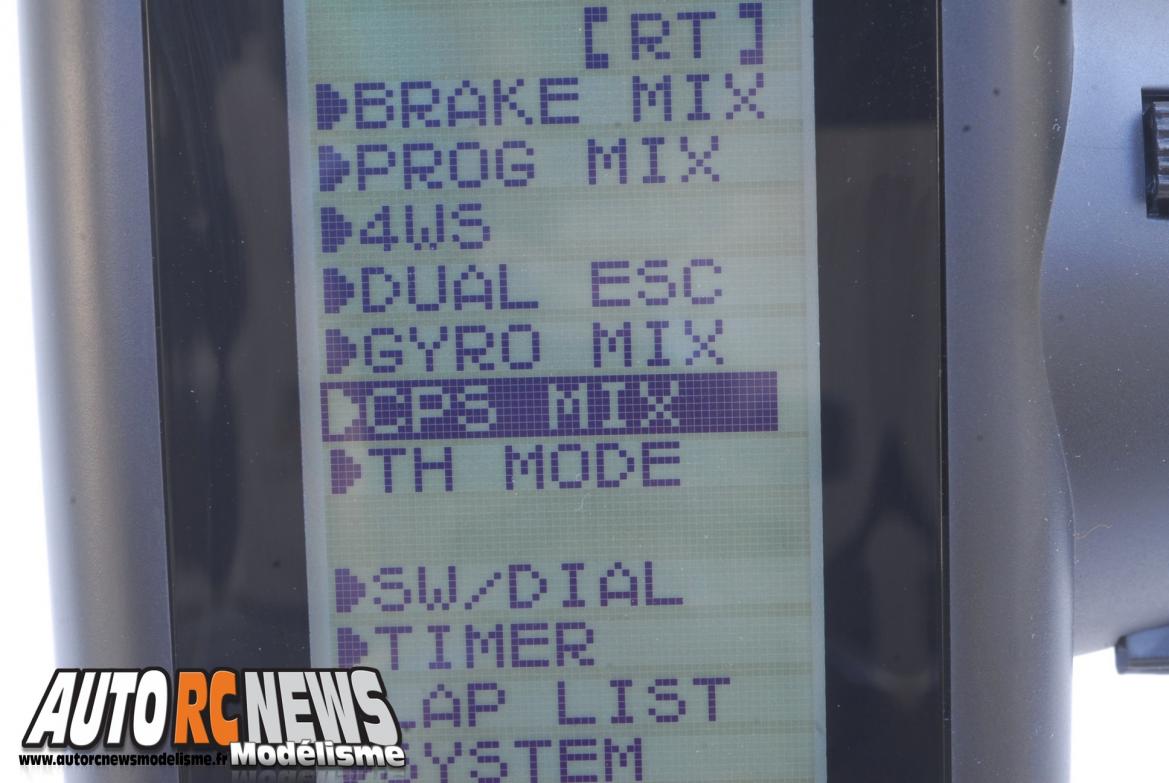 [RT]
▶BRAKE MIX
▶PROG MIX
▶4WS
▶DUAL ESC
▶GYRO MIX
▶CPS MIX
▶TH MODE
▶SW/DIAL
▶TIMER
LAP LIST
SYSTEM
AUTO RC NEWS
Modélisme
www.autorcnewsmodelisme.fr